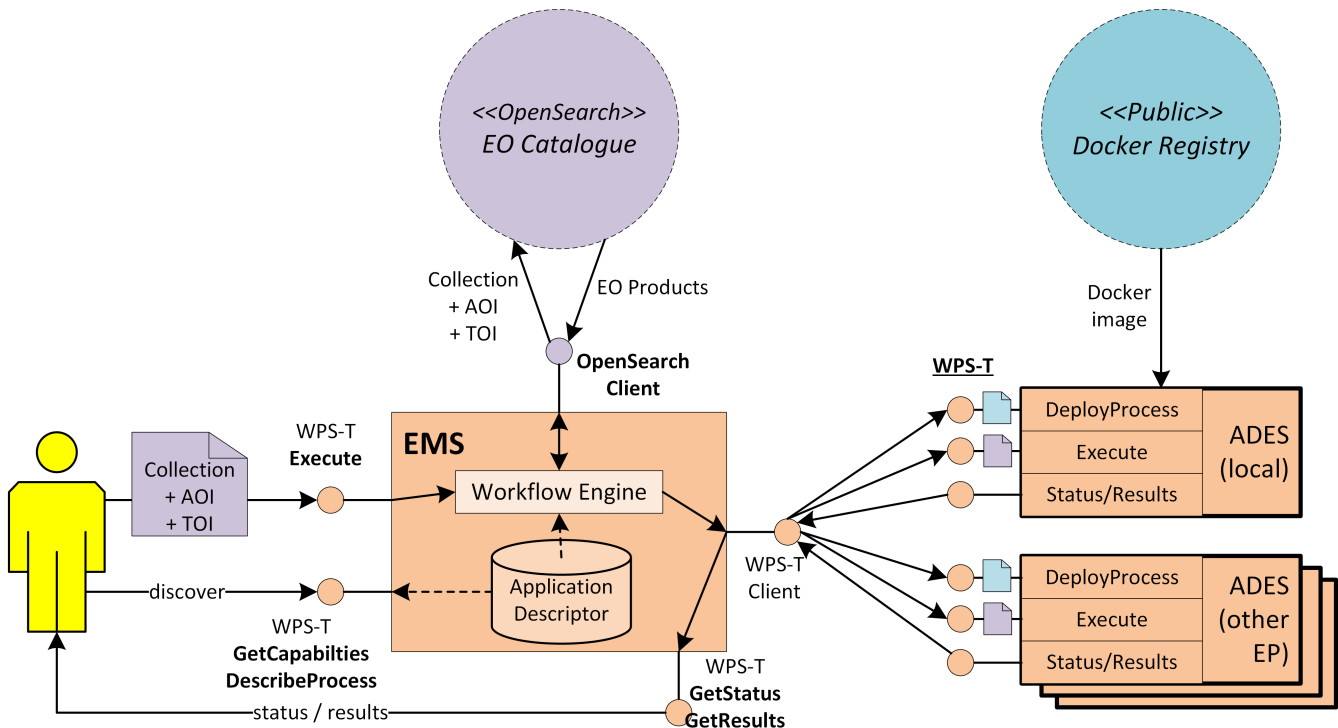 <<OpenSearch>>
EO Catalogue
<<Public>>
Docker Registry
Collection
+ AOI
+ TOI
EO Products
Docker
image
OpenSearch
Client
WPS-T
EMS
WPS-T
Execute
Collection
+ AOI
+ TOI
Workflow Engine
Application
Descriptor
discover
WPS-T
GetCapabilties
DescribeProcess
status / results
WPS-T
GetStatus
GetResults
WPS-T
Client
DeployProcess
Execute
Status/Results
ADES
(local)
DeployProcess
Execute
Status/Results
ADES
(other
EP)